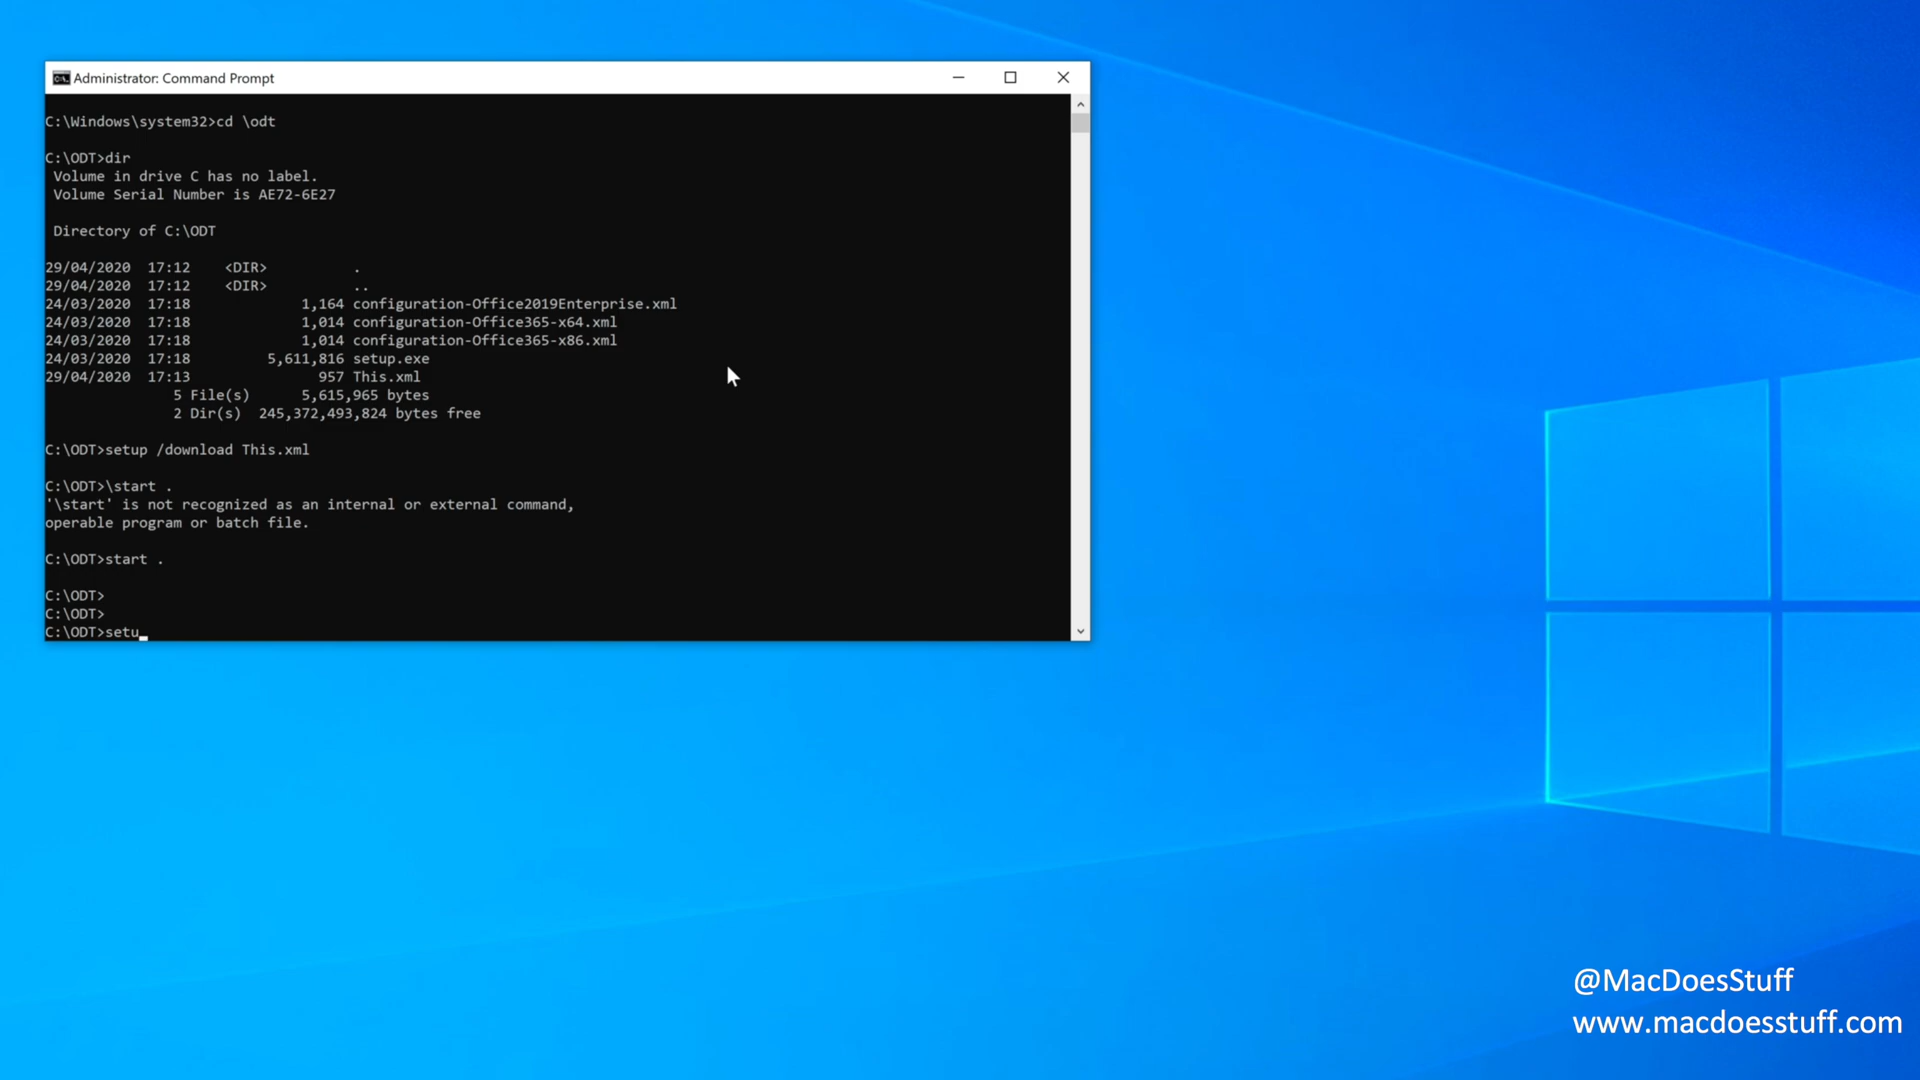 Administrator: Command Prompt
C:\Windows\system32>cd \odt
C:\ODT>dir
Volume in drive C has no label.
Volume Serial Number is AE72-6E27
Directory of C:\ODT
29/04/2020 17:12 <DIR> .
29/04/2020 17:12 <DIR> ..
24/03/2020 17:18 1,164 configuration-Office2019Enterprise.xml
24/03/2020 17:18 1,014 configuration-Office365-x64.xml
24/03/2020 17:18 1,014 configuration-Office365-x86.xml
24/03/2020 17:18 5,611,816 setup.exe
29/04/2020 17:13 957 This.xml
5 File(s) 5,615,965 bytes
2 Dir(s) 245,372,493,824 bytes free
C:\ODT>setup /download This.xml
C:\ODT>\start .
'\start' is not recognized as an internal or external command,
operable program or batch file.
C:\ODT>start .
C:\ODT>
C:\ODT>
C:\ODT>setu
@MacDoesStuff
www.macdoesstuff.com